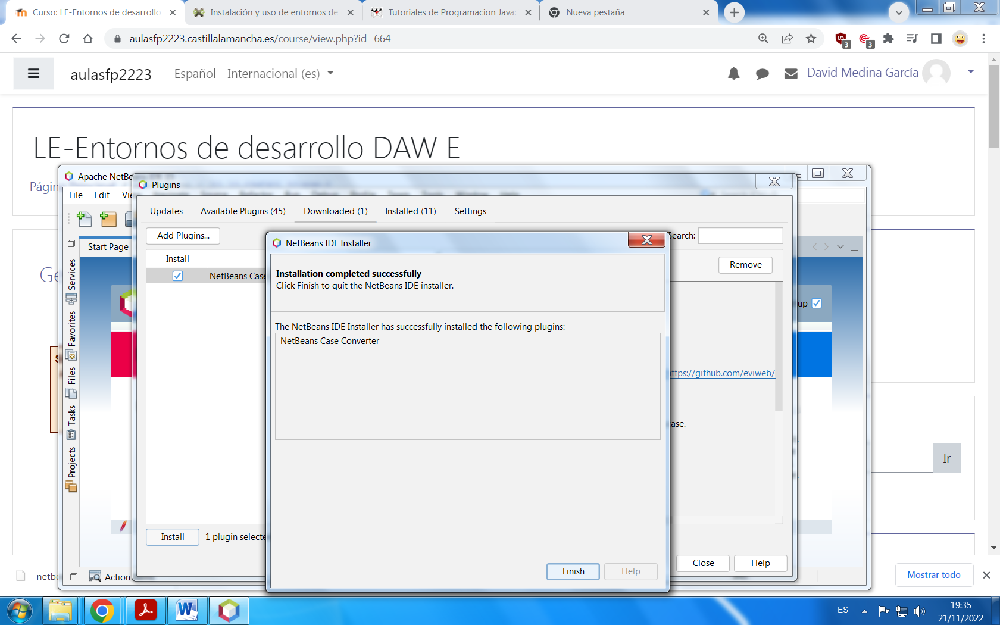 Curso: LE-Entornos de desarrollo
Instalación y uso de entornos de
Tutoriales de Programacion Java:
Nueva pestaña
aulasfp2223.castillalamancha.es/course/view.php?id=664
3
3
aulasfp2223
Español - Internacional (es)
David Medina García
LE-Entornos de desarrollo DAW E
Apache NetBeans
Plugins
File Edit
Updates
Available Plugins (45)
Downloaded (1)
Installed (11)
Settings
Add Plugins...
Search:
Start Page
Install
NetBeans IDE Installer
Remove
NetBeans Case
Installation completed successfully
Click Finish to quit the NetBeans IDE installer.
up
The NetBeans IDE Installer has successfully installed the following plugins:
NetBeans Case Converter
https://github.com/eviweb/
ase.
Services
Favorites
Files
Tasks
Projects
Ir
Install
1 plugin selecte
Close
Help
Finish
Help
netbe
Action
Mostrar todo
ES
19:35
21/11/2022